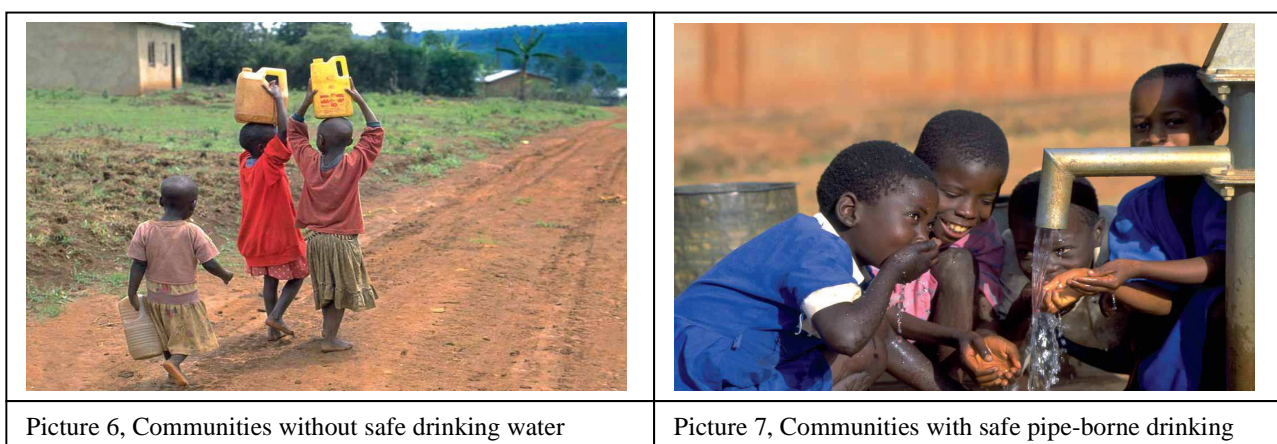 Picture 6, Communities without safe drinking water
Picture 7, Communities with safe pipe-borne drinking